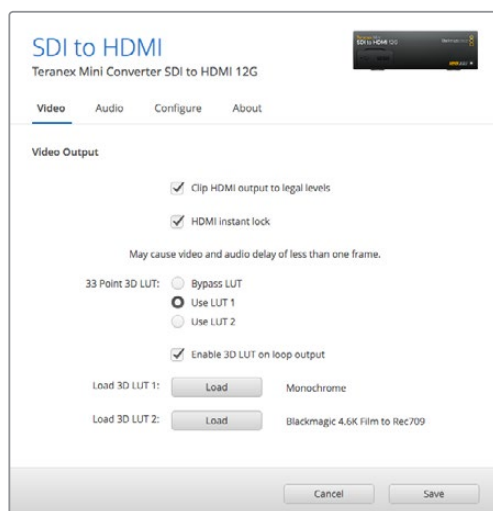 SDI to HDMI
Teranex Mini Converter SDI to HDMI 12G
Video Audio Configure About
Video Output
Clip HDMI output to legal levels
HDMI instant lock
May cause video and audio delay of less than one frame.
33 Point 3D LUT: Bypass LUT
Use LUT 1
Use LUT 2
Enable 3D LUT on loop output
Load 3D LUT 1: Load Monochrome
Load 3D LUT 2: Load Blackmagic 4.6K Film to Rec709
Cancel Save